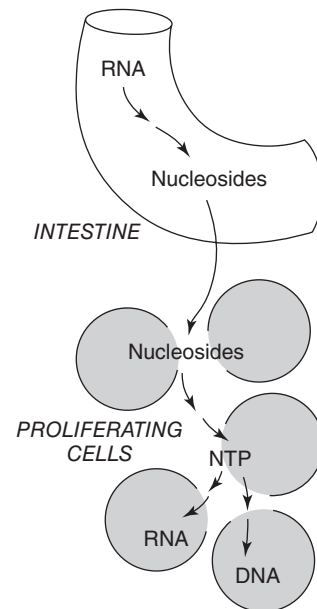 RNA
Nucleosides
INTESTINE
Nucleosides
PROLIFERATING
CELLS
NTP
RNA
DNA